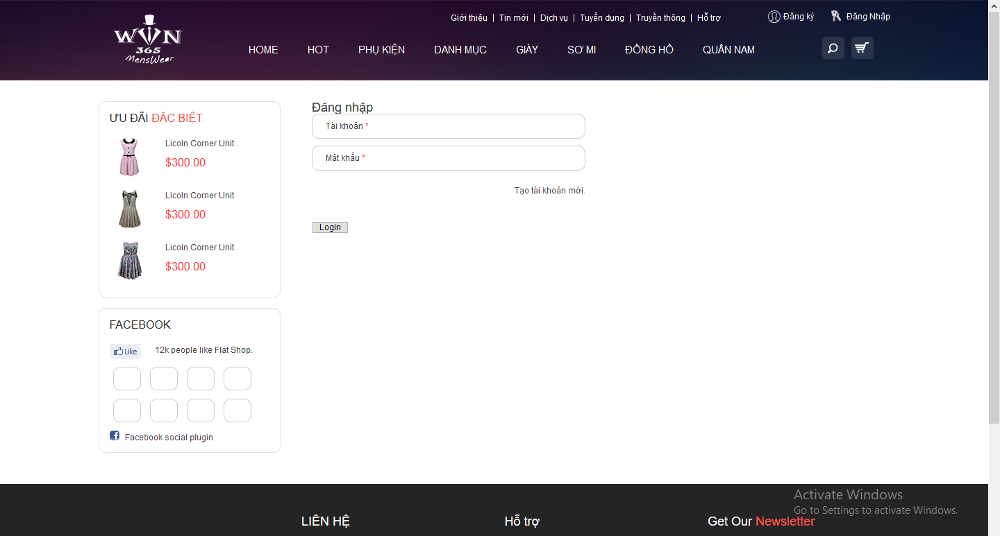 Giới thiệu | Tin mới | Dịch vụ | Tuyển dụng | Truyền thông | Hỗ trợ
Đăng ký
Đăng Nhập
WIN
365
MensWear
HOME HOT PHỤ KIỆN DANH MỤC GIÀY SƠ MI ĐỒNG HỒ QUẦN NAM
ƯU ĐÃI ĐẶC BIỆT
Licoln Corner Unit
$300.00
Licoln Corner Unit
$300.00
Licoln Corner Unit
$300.00
Đăng nhập
Tài khoản *
Mật khẩu *
Tạo tài khoản mới.
Login
FACEBOOK
Like
12k people like Flat Shop.
Facebook social plugin
Activate Windows
Go to Settings to activate Windows.
LIÊN HỆ
Hỗ trợ
Get Our Newsletter